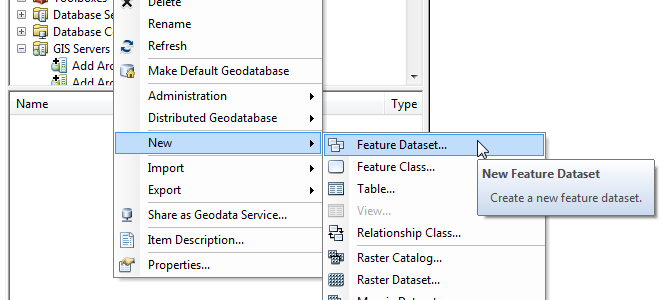 Toolboxes
Database Se
Database Co
GIS Servers
Add Arc
Add Arc
Name
Type
Delete
Rename
Refresh
Make Default Geodatabase
Administration
Distributed Geodatabase
New
Import
Export
Share as Geodata Service...
Item Description...
Properties...
Feature Dataset...
Feature Class...
Table...
View...
Relationship Class...
Raster Catalog...
Raster Dataset...
Mosaic Dataset...
New Feature Dataset
Create a new feature dataset.